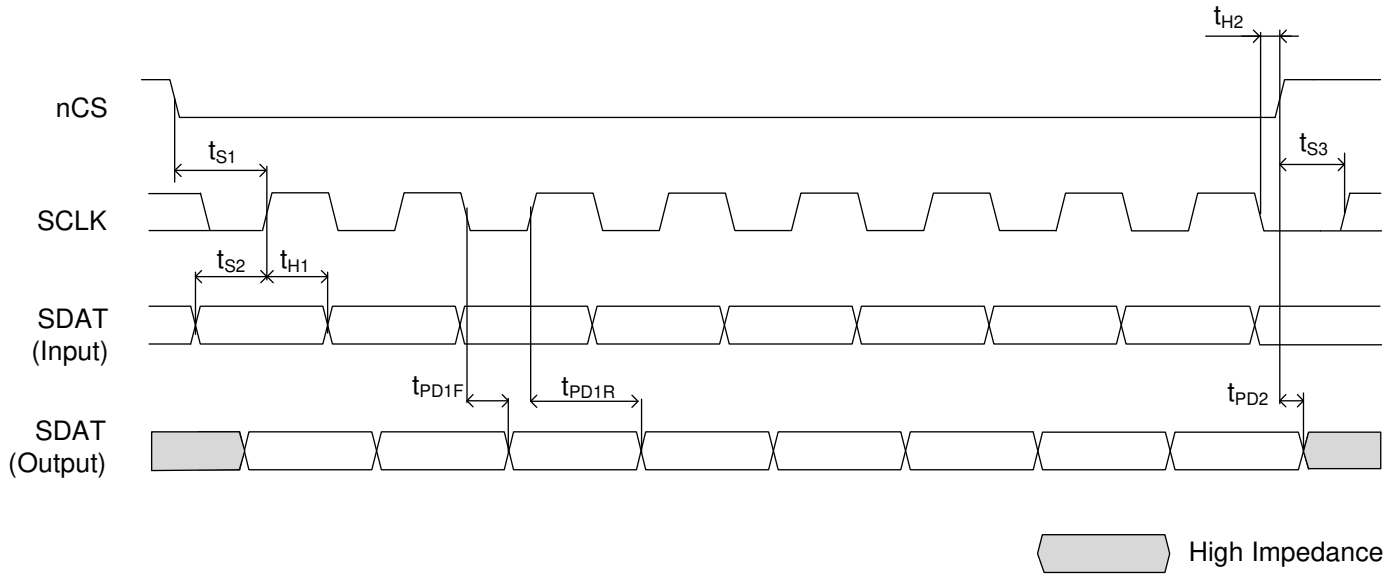 tH2
nCS
tS1
tS3
SCLK
tS2
tH1
SDAT
(Input)
tPD1F
tPD1R
tPD2
SDAT
(Output)
High Impedance